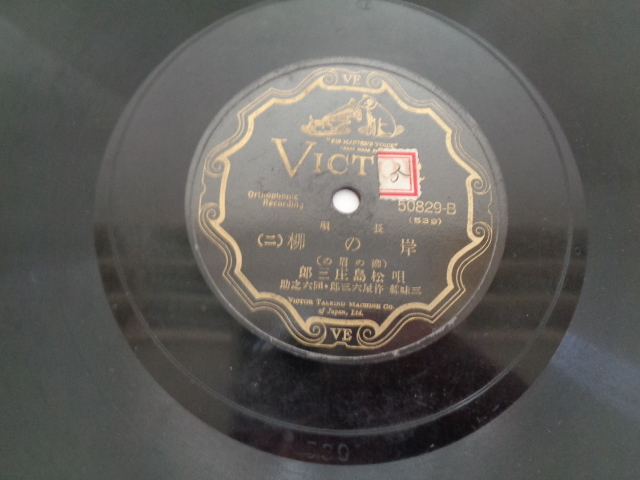 VE
"HIS MASTER'S VOICE"
VICT
Orthophonic
Recording
50829-B
(539)
長唄
岸の柳(二)
唄 松島庄三郎
三味線 杵屋六三郎・同六之助
VICTOR TALKING MACHINE CO.
of Japan, Ltd.
VE
539